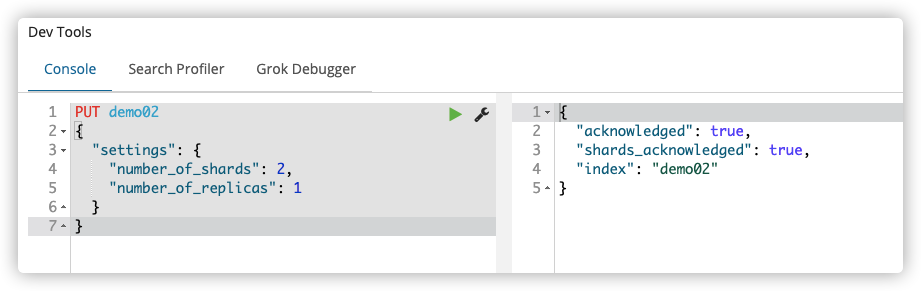 Dev Tools
Console Search Profiler Grok Debugger
1 PUT demo02
2 {
3 "settings": {
4 "number_of_shards": 2,
5 "number_of_replicas": 1
6 }
7 }
1 {
2 "acknowledged": true,
3 "shards_acknowledged": true,
4 "index": "demo02"
5 }